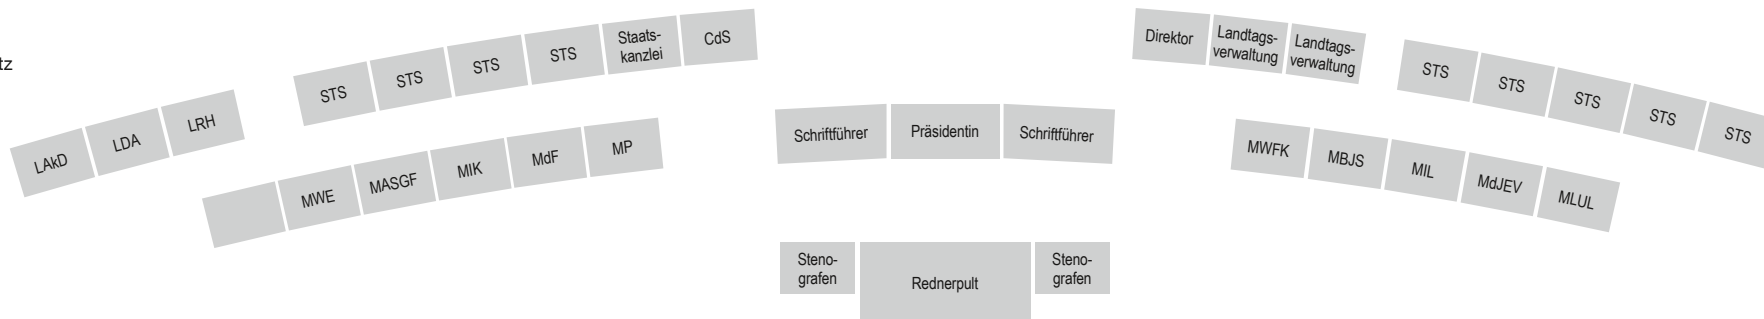 tz
LAkD
LDA
LRH
STS
STS
STS
STS
Staats-
kanzlei
CdS
MWE
MASGF
MIK
MdF
MP
Schriftführer
Präsidentin
Schriftführer
Steno-
grafen
Rednerpult
Steno-
grafen
Direktor
Landtags-
verwaltung
Landtags-
verwaltung
STS
STS
STS
STS
STS
MWFK
MBJS
MIL
MdJEV
MLUL